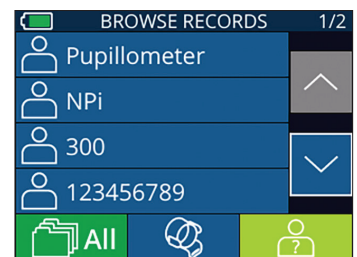 BROWSE RECORDS 1/2
Pupillometer
NPi
300
123456789
All
?